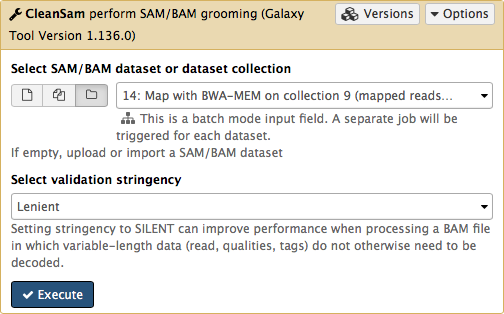 CleanSam perform SAM/BAM grooming (Galaxy
Tool Version 1.136.0)
Versions
Options
Select SAM/BAM dataset or dataset collection
14: Map with BWA-MEM on collection 9 (mapped reads...
This is a batch mode input field. A separate job will be
triggered for each dataset.
If empty, upload or import a SAM/BAM dataset
Select validation stringency
Lenient
Setting stringency to SILENT can improve performance when processing a BAM file
in which variable-length data (read, qualities, tags) do not otherwise need to be
decoded.
Execute